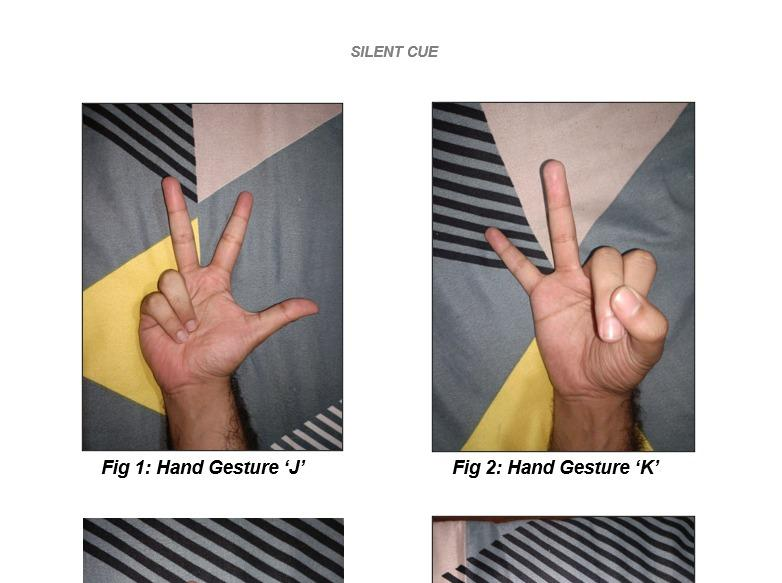 SILENT CUE
Fig 1: Hand Gesture ‘J’
Fig 2: Hand Gesture ‘K’